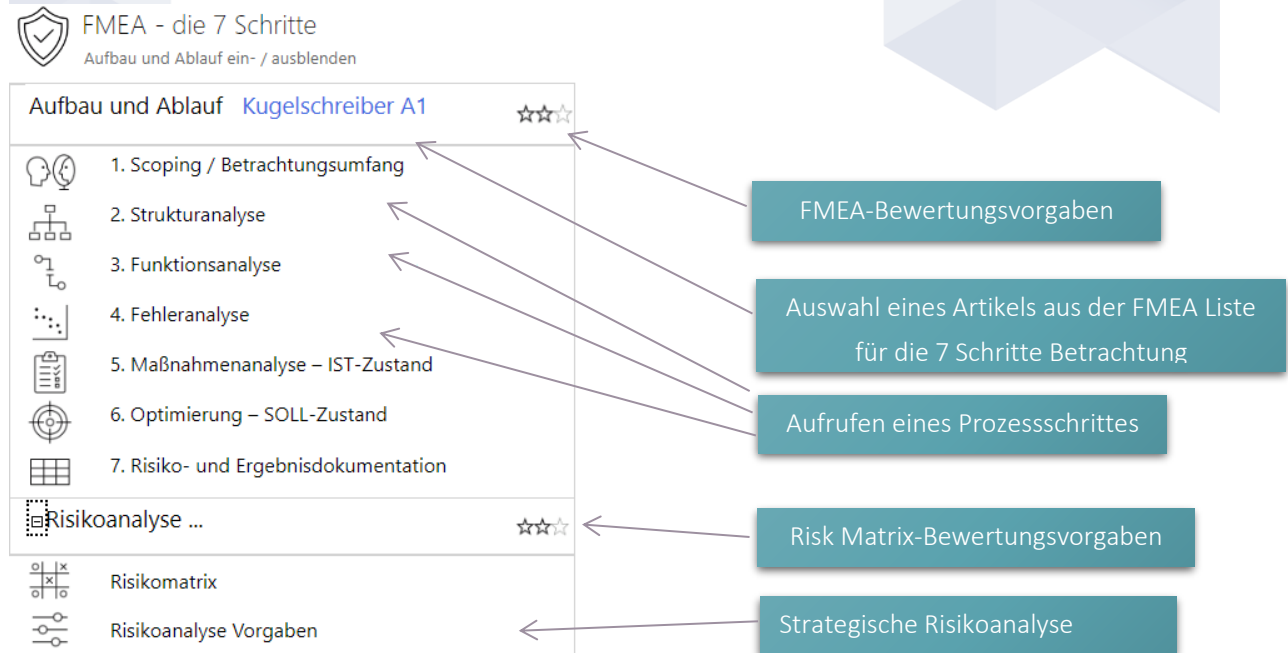 FMEA - die 7 Schritte
Aufbau und Ablauf ein- / ausblenden
Aufbau und Ablauf Kugelschreiber A1
1. Scoping / Betrachtungsumfang
2. Strukturanalyse
3. Funktionsanalyse
4. Fehleranalyse
5. Maßnahmenanalyse – IST-Zustand
6. Optimierung – SOLL-Zustand
7. Risiko- und Ergebnisdokumentation
Risikoanalyse ...
Risikomatrix
Risikoanalyse Vorgaben
FMEA-Bewertungsvorgaben
Auswahl eines Artikels aus der FMEA Liste
für die 7 Schritte Betrachtung
Aufrufen eines Prozessschrittes
Risk Matrix-Bewertungsvorgaben
Strategische Risikoanalyse